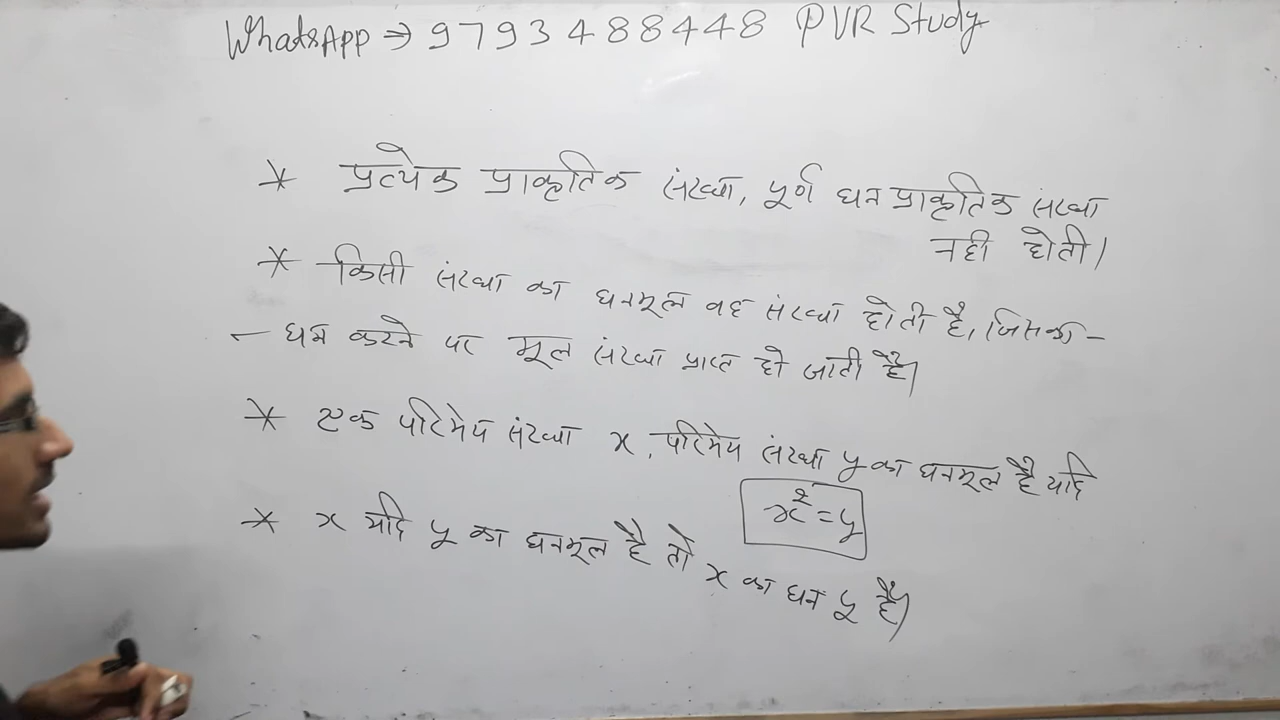 WhatsApp ⇒ 9793488448 PVR Study
* प्रत्येक प्राकृतिक संख्या, पूर्ण घन प्राकृतिक संख्या
नही होती।
* किसी संख्या का घनमूल वह संख्या होती है, जिसका -
- घन करने पर मूल संख्या प्राप्त हो जाती है।
* एक परिमेय संख्या x, परिमेय संख्या y का घनमूल है यदि
x² = y
* x यदि y का घनमूल है तो x का घन y है।